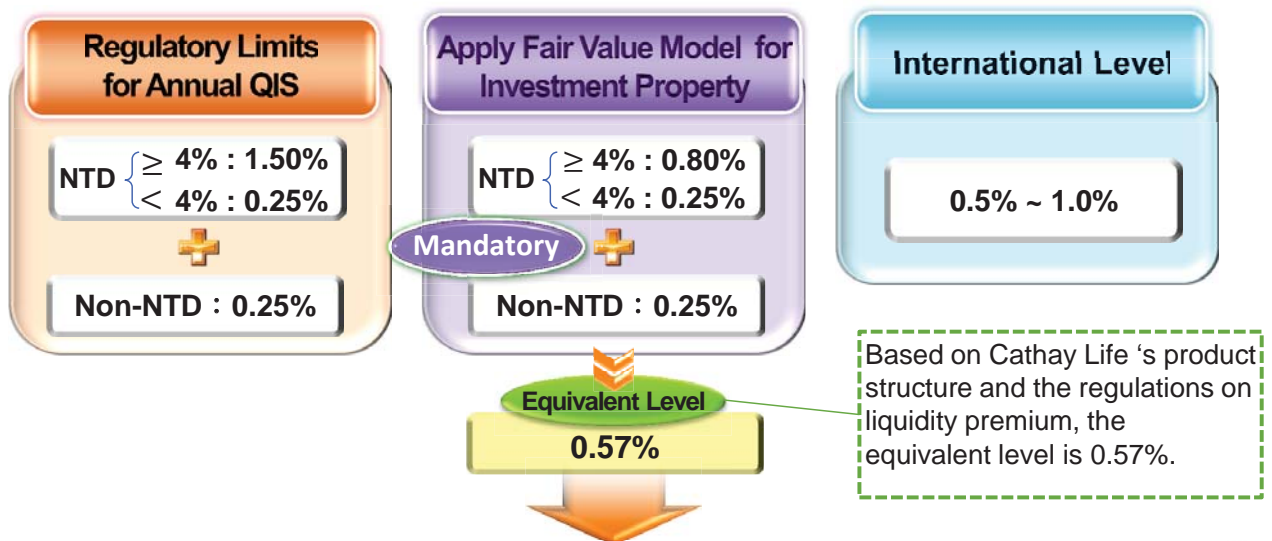 Regulatory Limits
for Annual QIS
NTD
≥ 4% : 1.50%
< 4% : 0.25%
Non-NTD：0.25%
Apply Fair Value Model for
Investment Property
NTD
≥ 4% : 0.80%
< 4% : 0.25%
Mandatory
Non-NTD：0.25%
Equivalent Level
0.57%
International Level
0.5% ~ 1.0%
Based on Cathay Life ‘s product
structure and the regulations on
liquidity premium, the
equivalent level is 0.57%.